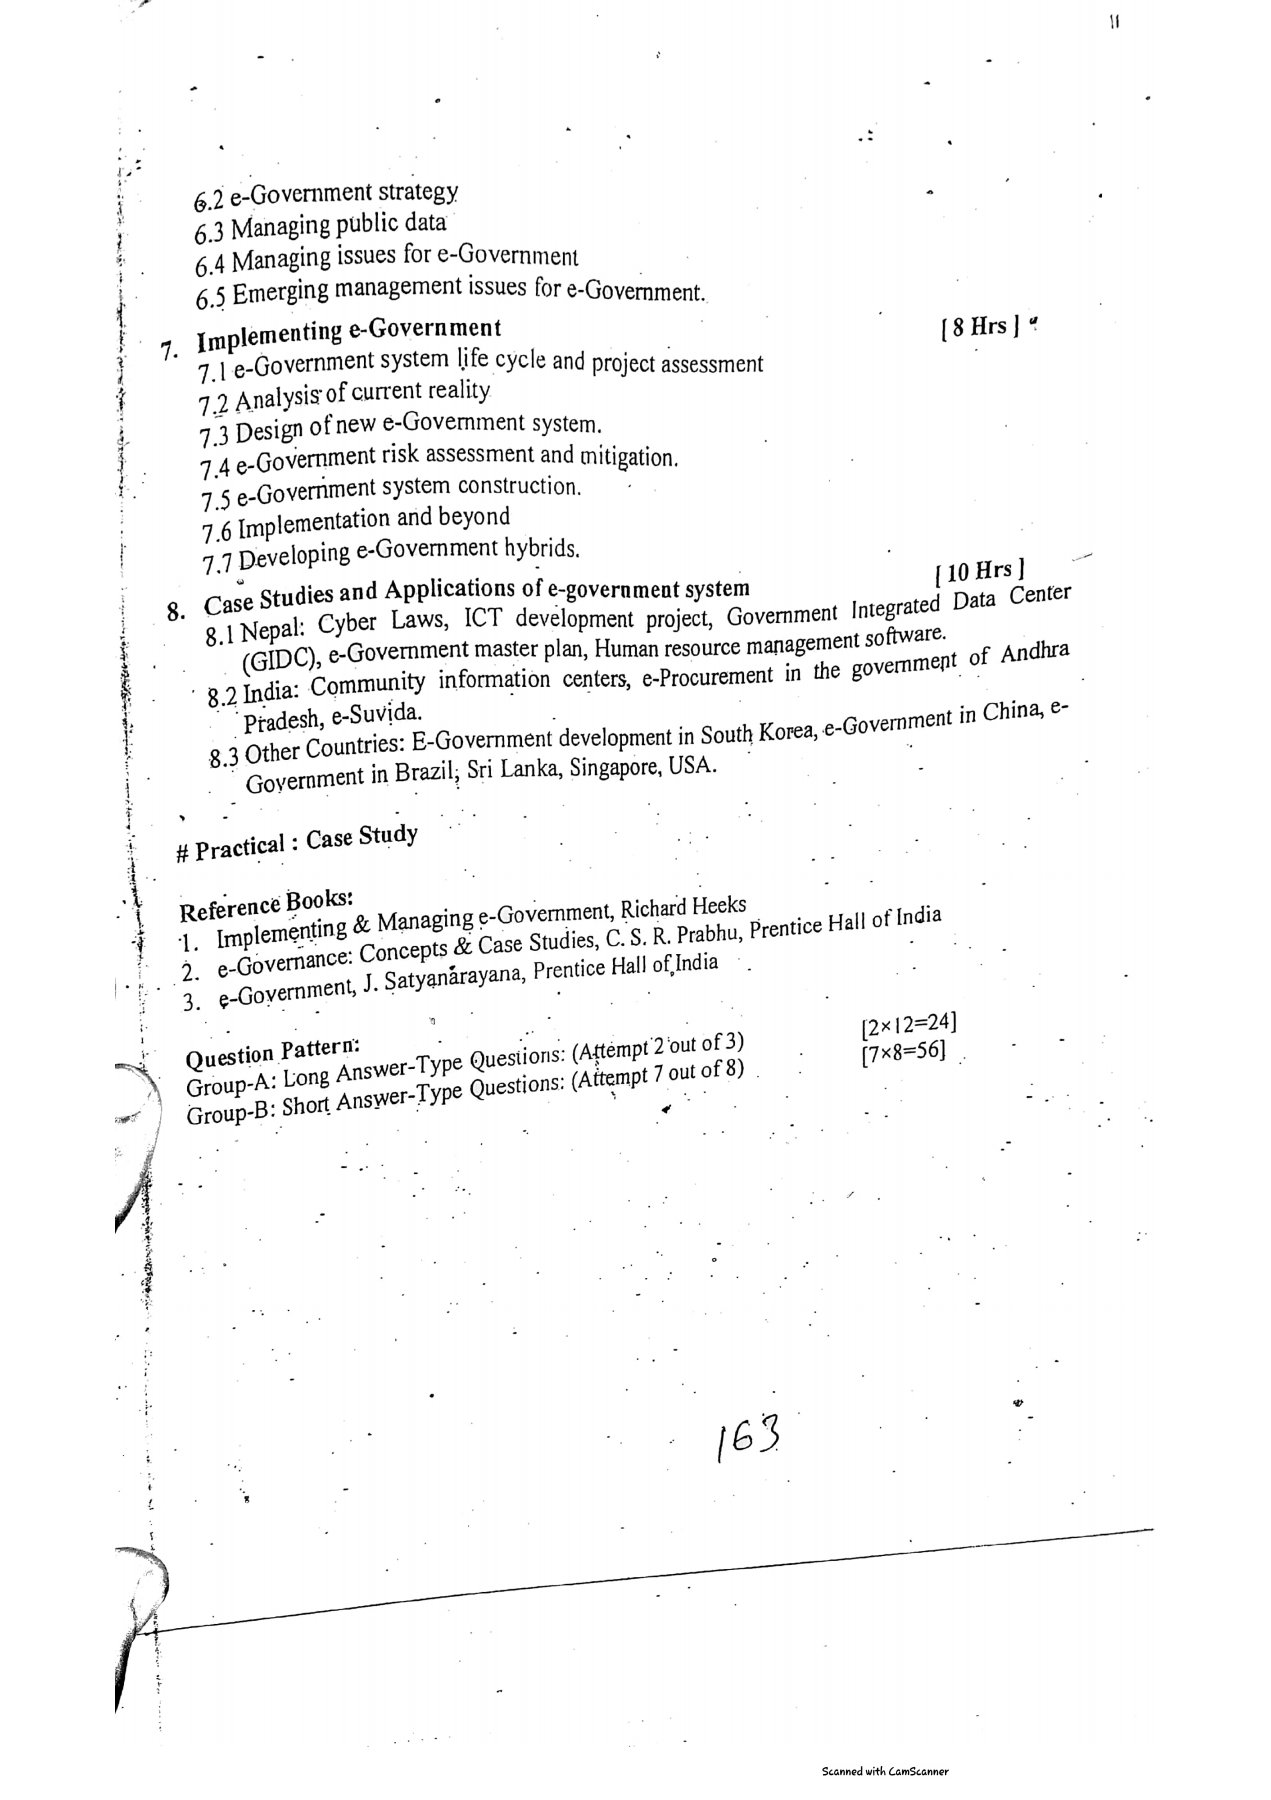 11
6.2 e-Government strategy
6.3 Managing public data
6.4 Managing issues for e-Government
6.5 Emerging management issues for e-Government.
7. Implementing e-Government [ 8 Hrs ]
7.1 e-Government system life cycle and project assessment
7.2 Analysis of current reality
7.3 Design of new e-Government system.
7.4 e-Government risk assessment and mitigation.
7.5 e-Government system construction.
7.6 Implementation and beyond
7.7 Developing e-Government hybrids.
8. Case Studies and Applications of e-government system [ 10 Hrs ]
8.1 Nepal: Cyber Laws, ICT development project, Government Integrated Data Center
(GIDC), e-Government master plan, Human resource management software.
8.2 India: Community information centers, e-Procurement in the government of Andhra
Pradesh, e-Suvida.
8.3 Other Countries: E-Government development in South Korea, e-Government in China, e-
Government in Brazil, Sri Lanka, Singapore, USA.
# Practical : Case Study
Reference Books:
1. Implementing & Managing e-Government, Richard Heeks
2. e-Governance: Concepts & Case Studies, C. S. R. Prabhu, Prentice Hall of India
3. e-Government, J. Satyanarayana, Prentice Hall of India
Question Pattern:
Group-A: Long Answer-Type Questions: (Attempt 2 out of 3) [2×12=24]
Group-B: Short Answer-Type Questions: (Attempt 7 out of 8) [7×8=56]
163
Scanned with CamScanner